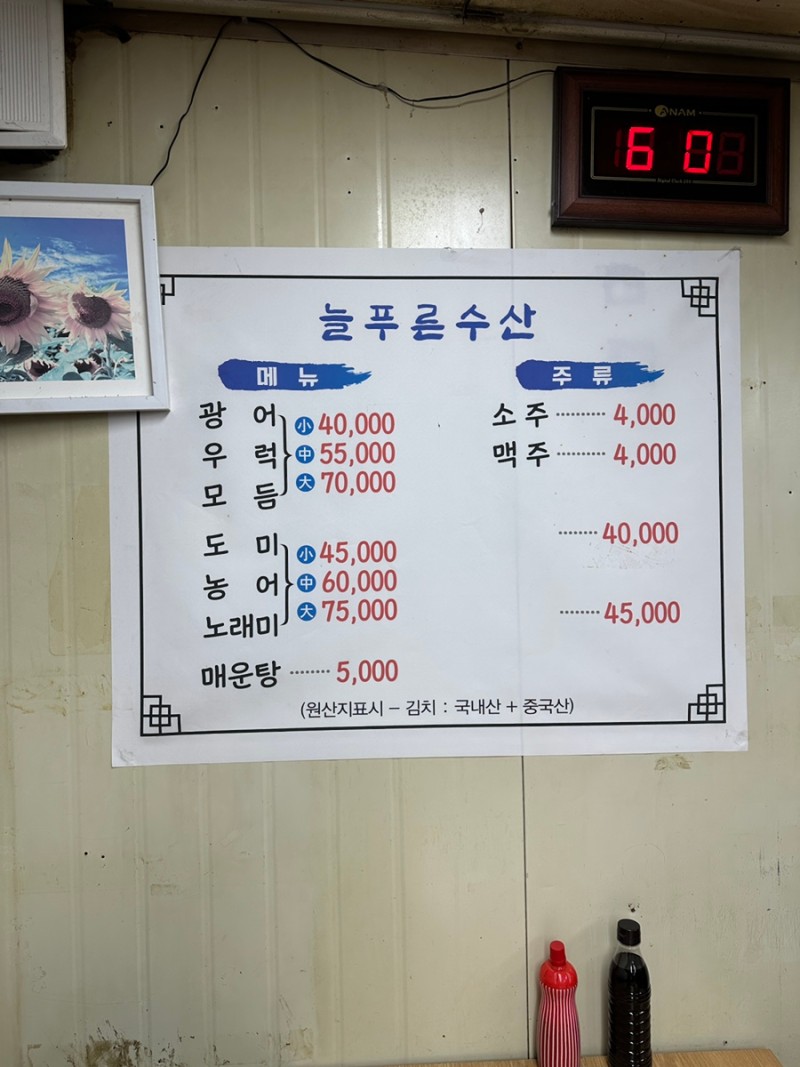 ANAM
6 0
늘푸른수산
메 뉴
광 어
우 럭
모 듬
小 40,000
中 55,000
大 70,000
도 미
농 어
노래미
小 45,000
中 60,000
大 75,000
매운탕 ········ 5,000
주 류
소 주 ·········· 4,000
맥 주 ·········· 4,000
········ 40,000
········ 45,000
(원산지표시 – 김치 : 국내산 + 중국산)